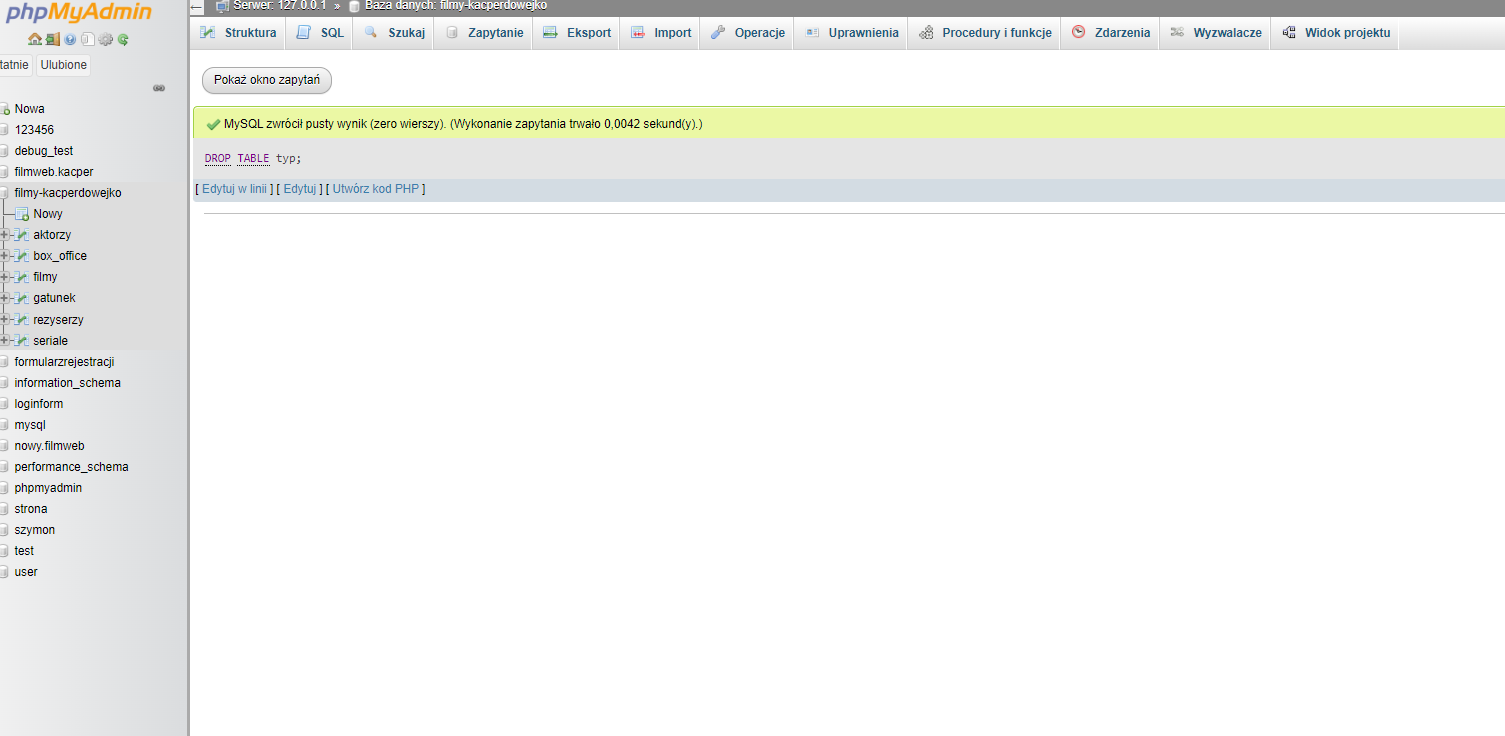 phpMyAdmin
tatnie Ulubione
Nowa
123456
debug_test
filmweb.kacper
filmy-kacperdowejko
Nowy
aktorzy
box_office
filmy
gatunek
rezyserzy
seriale
formularzrejestracji
information_schema
loginform
mysql
nowy.filmweb
performance_schema
phpmyadmin
strona
szymon
test
user
Serwer: 127.0.0.1 » Baza danych: filmy-kacperdowejko
Struktura SQL Szukaj Zapytanie Eksport Import Operacje Uprawnienia Procedury i funkcje Zdarzenia Wyzwalacze Widok projektu
Pokaż okno zapytań
MySQL zwrócił pusty wynik (zero wierszy). (Wykonanie zapytania trwało 0,0042 sekund(y).)
DROP TABLE typ;
[ Edytuj w linii ] [ Edytuj ] [ Utwórz kod PHP ]